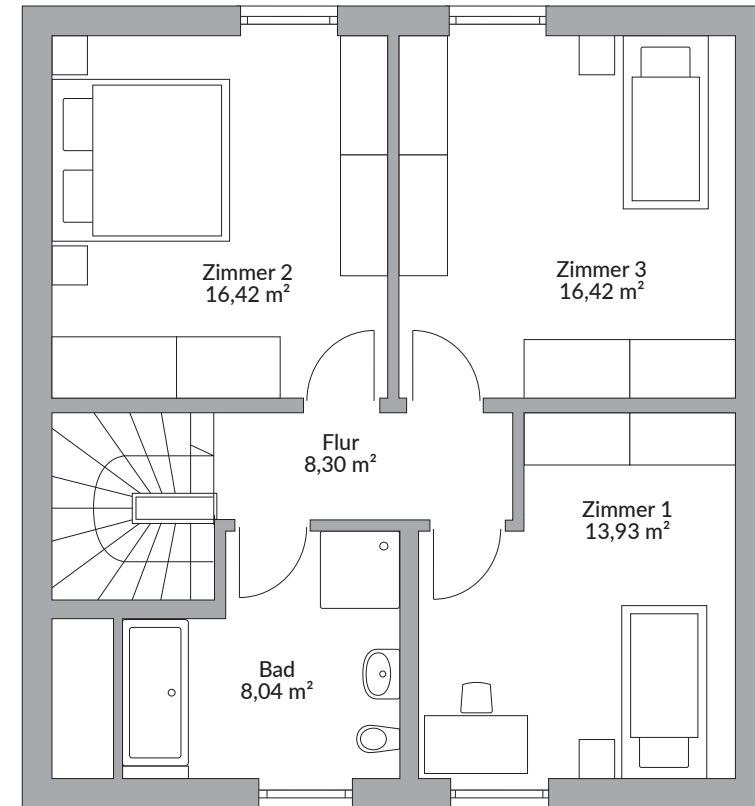 Zimmer 2
16,42 m²
Zimmer 3
16,42 m²
Flur
8,30 m²
Zimmer 1
13,93 m²
Bad
8,04 m²